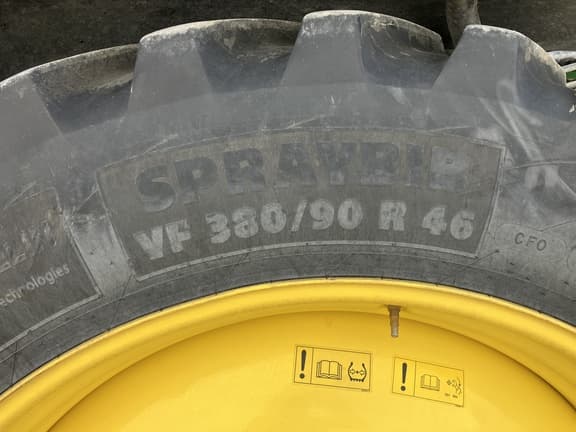 SPRAYBIB
VF 380/90 R 46
CFO
echnologies